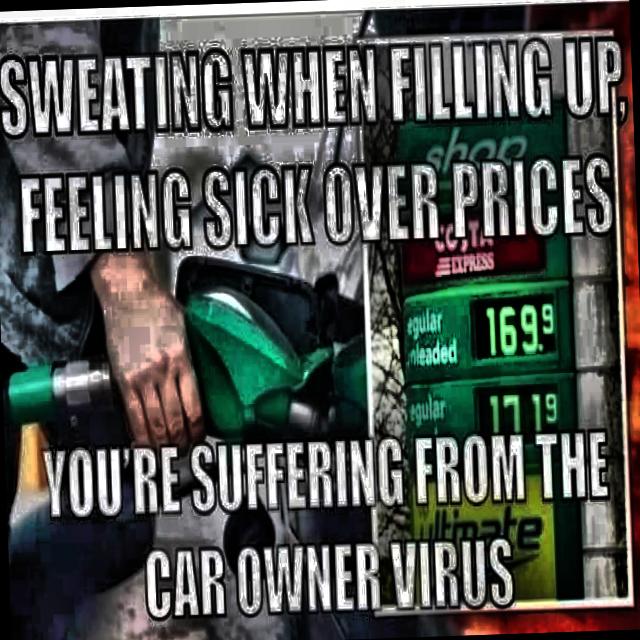 SWEATING WHEN FILLING UP,
FEELING SICK OVER PRICES
shop
EXPRESS
egular
nleaded
169.9
egular
171.9
YOU'RE SUFFERING FROM THE
ultimate
CAR OWNER VIRUS